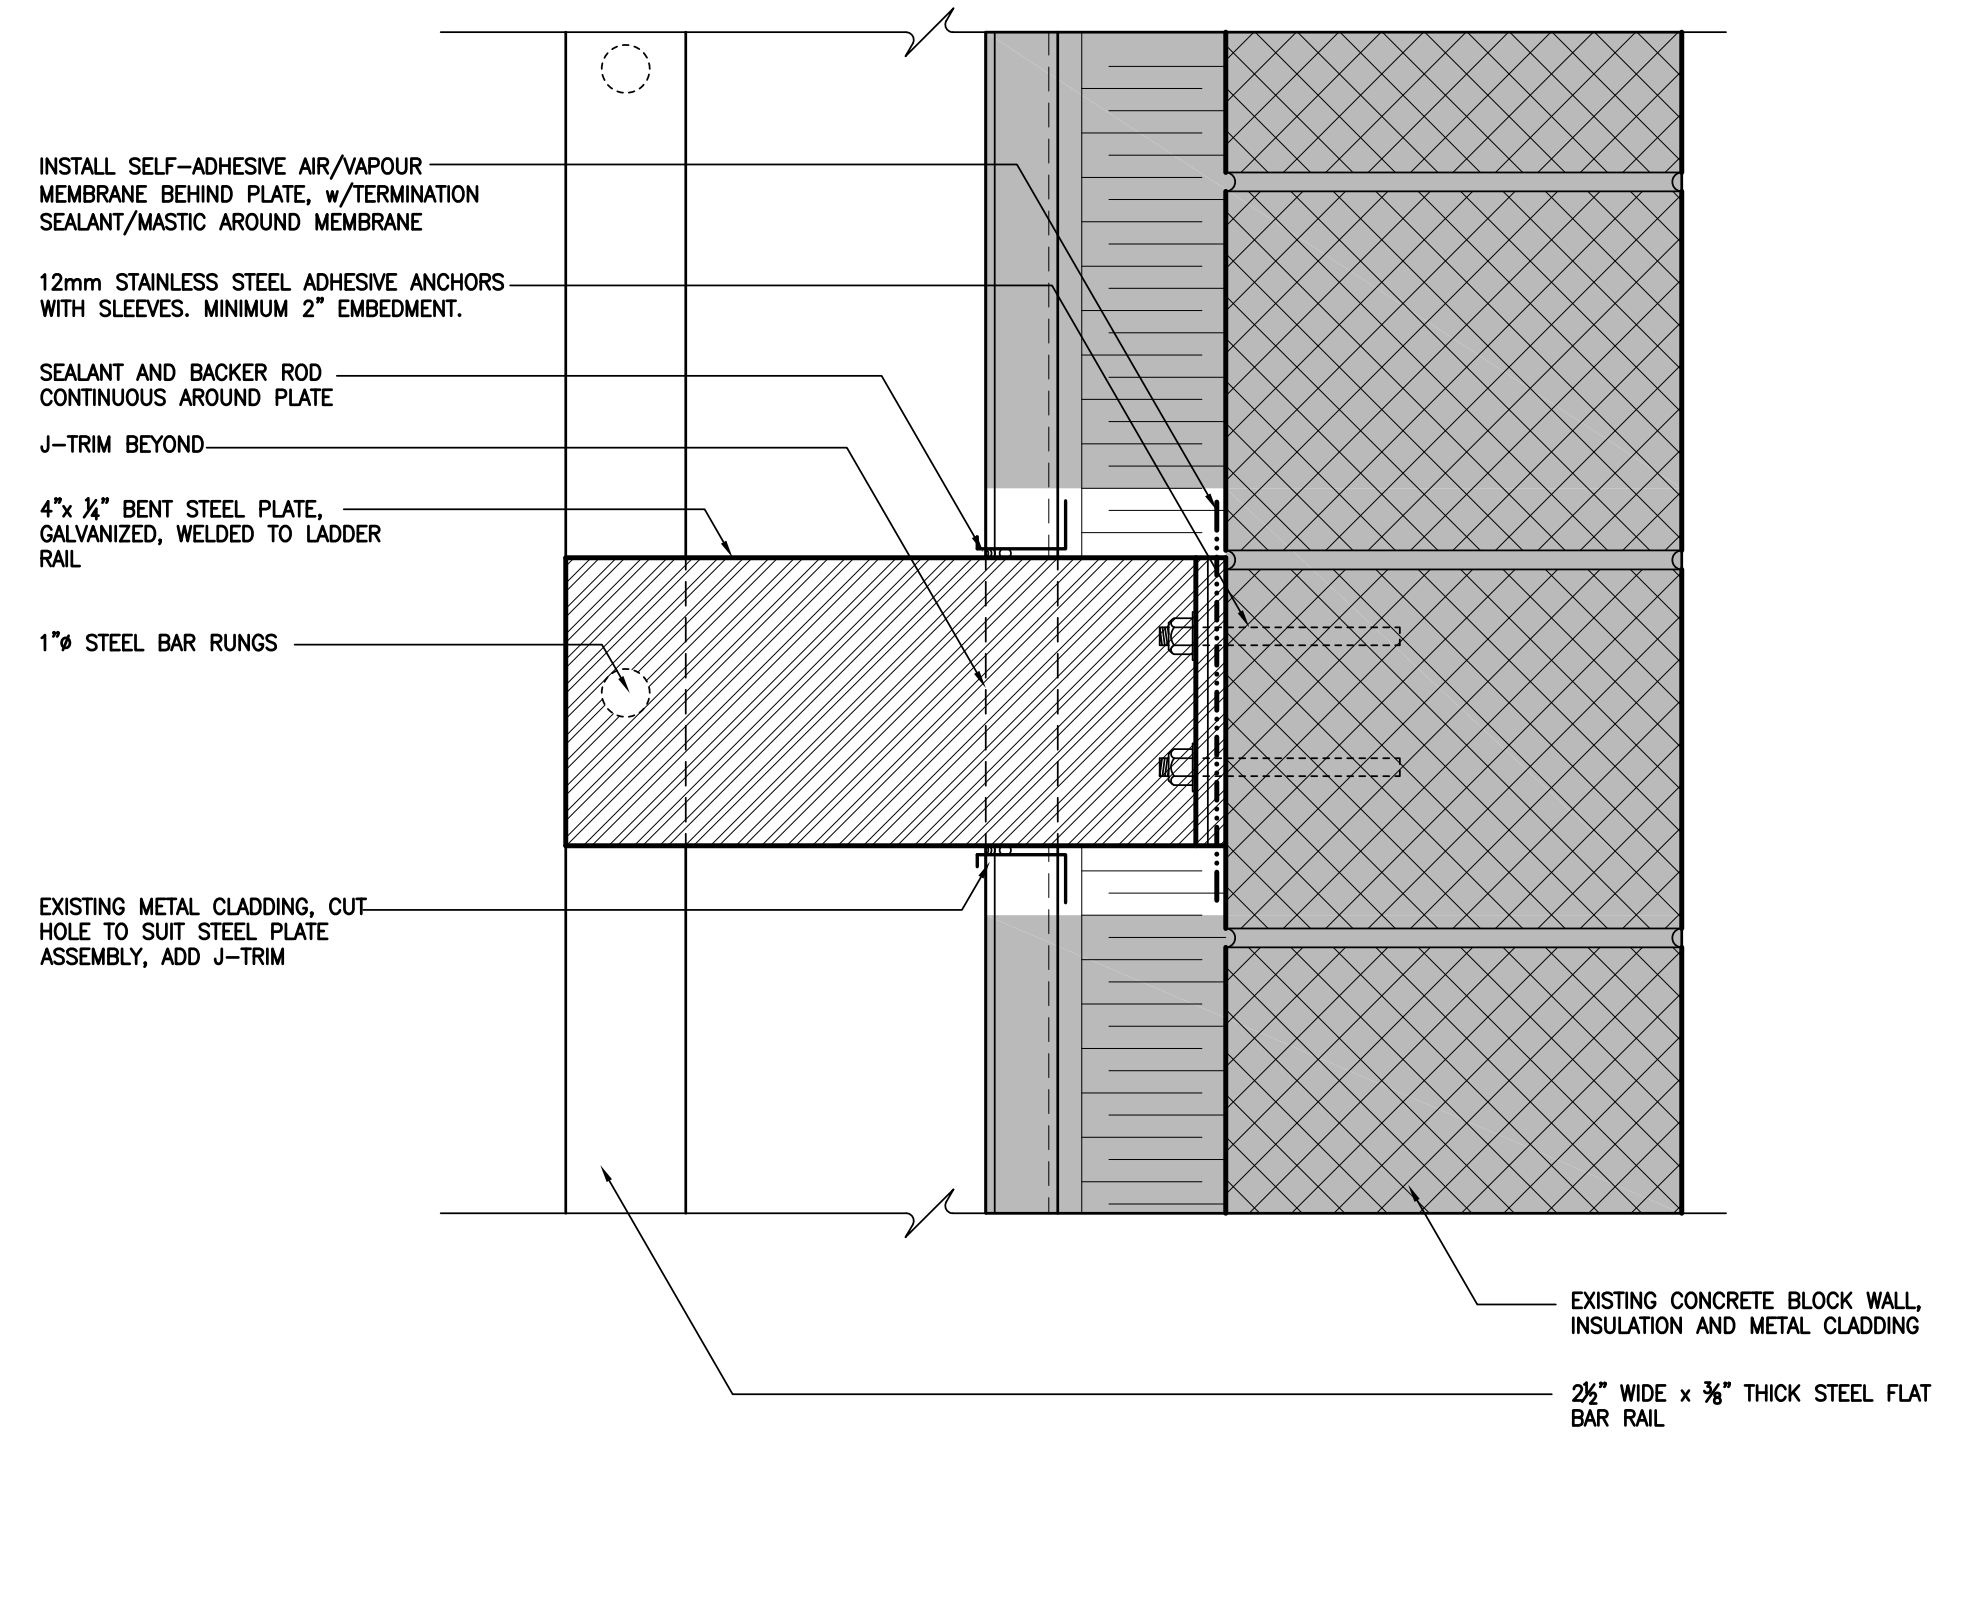 INSTALL SELF-ADHESIVE AIR/VAPOUR
MEMBRANE BEHIND PLATE, w/TERMINATION
SEALANT/MASTIC AROUND MEMBRANE
12mm STAINLESS STEEL ADHESIVE ANCHORS
WITH SLEEVES. MINIMUM 2" EMBEDMENT.
SEALANT AND BACKER ROD
CONTINUOUS AROUND PLATE
J-TRIM BEYOND
4"x ¼" BENT STEEL PLATE,
GALVANIZED, WELDED TO LADDER
RAIL
1"ø STEEL BAR RUNGS
EXISTING METAL CLADDING, CUT
HOLE TO SUIT STEEL PLATE
ASSEMBLY, ADD J-TRIM
EXISTING CONCRETE BLOCK WALL,
INSULATION AND METAL CLADDING
2½" WIDE x ⅜" THICK STEEL FLAT
BAR RAIL